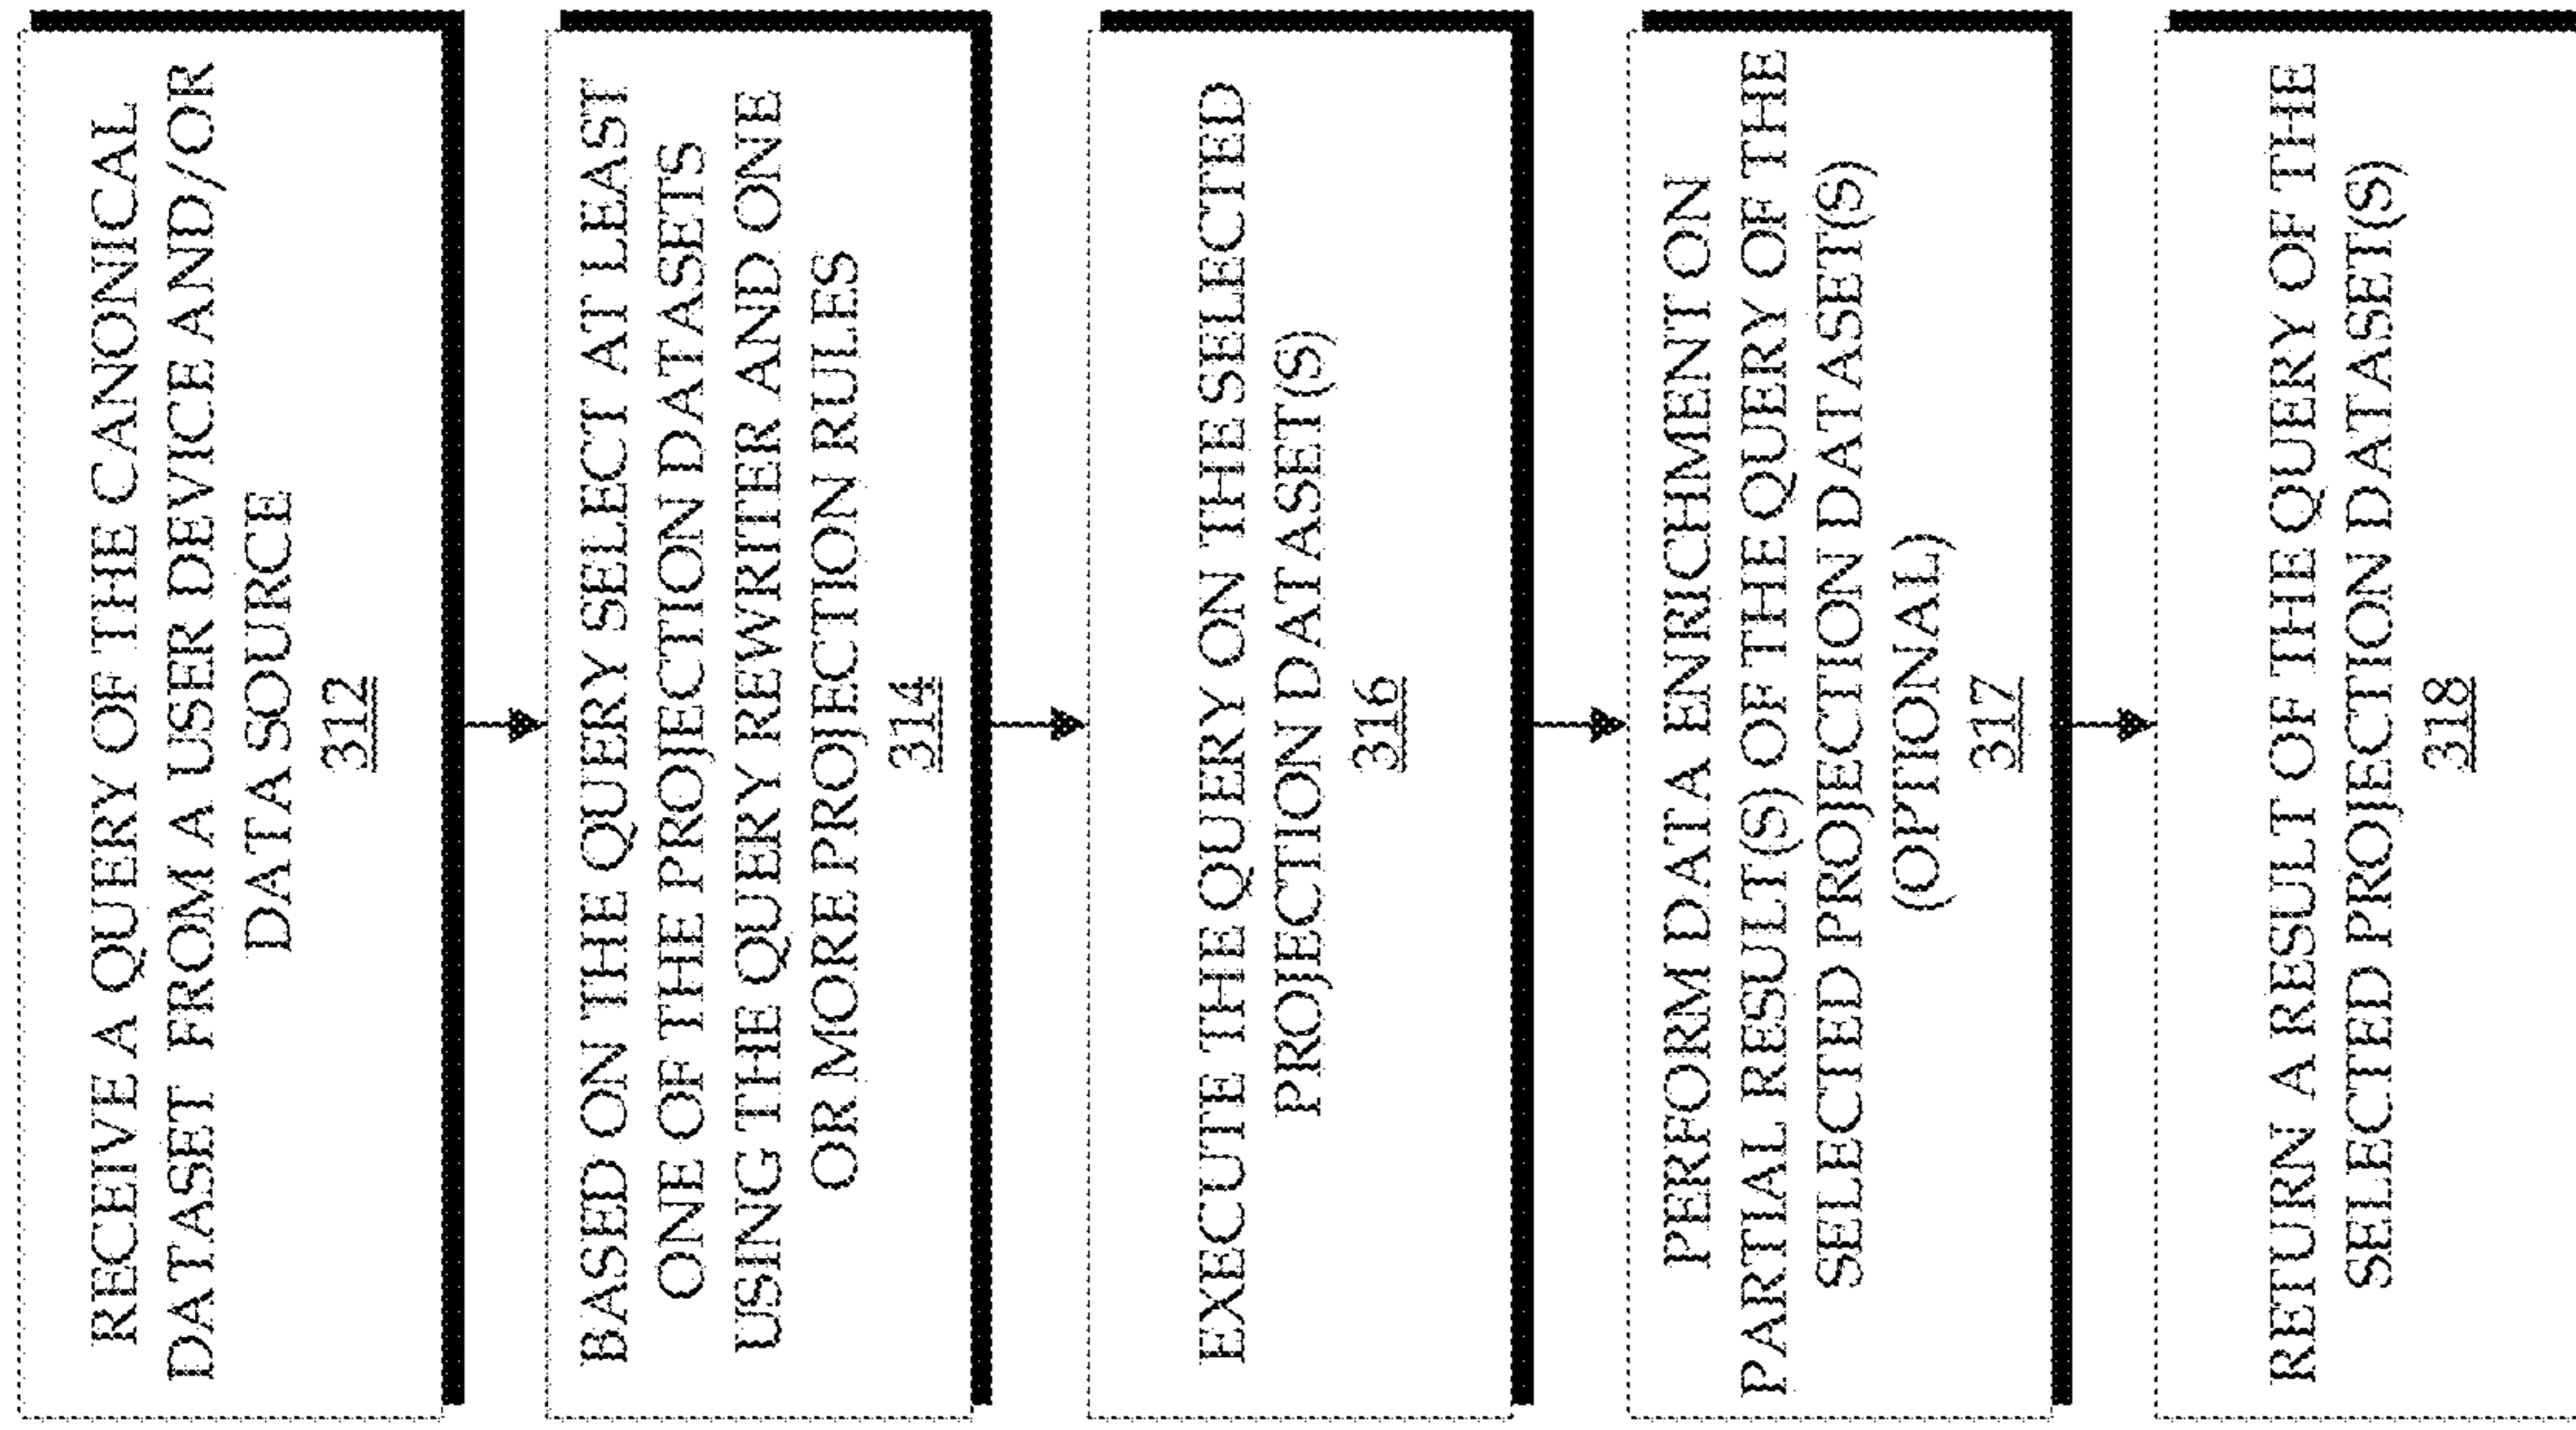 RECEIVE A QUERY OF THE CANONICAL
DATASET FROM A USER DEVICE AND/OR
DATA SOURCE
312
BASED ON THE QUERY SELECT AT LEAST
ONE OF THE PROJECTION DATASETS
USING THE QUERY REWRITER AND ONE
OR MORE PROJECTION RULES
314
EXECUTE THE QUERY ON THE SELECTED
PROJECTION DATASET(S)
316
PERFORM DATA ENRICHMENT ON
PARTIAL RESULT(S) OF THE QUERY OF THE
SELECTED PROJECTION DATASET(S)
(OPTIONAL)
317
RETURN A RESULT OF THE QUERY OF THE
SELECTED PROJECTION DATASET(S)
318